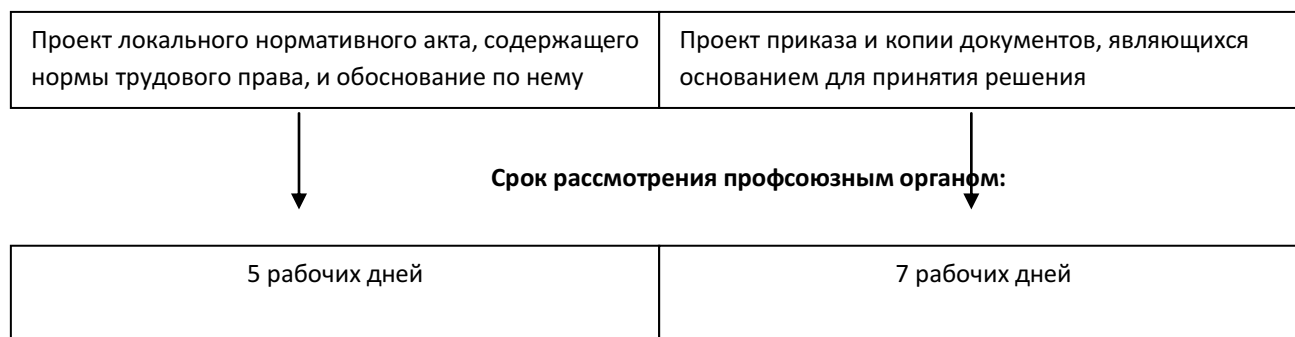 Проект локального нормативного акта, содержащего
нормы трудового права, и обоснование по нему
Проект приказа и копии документов, являющихся
основанием для принятия решения
Срок рассмотрения профсоюзным органом:
5 рабочих дней
7 рабочих дней